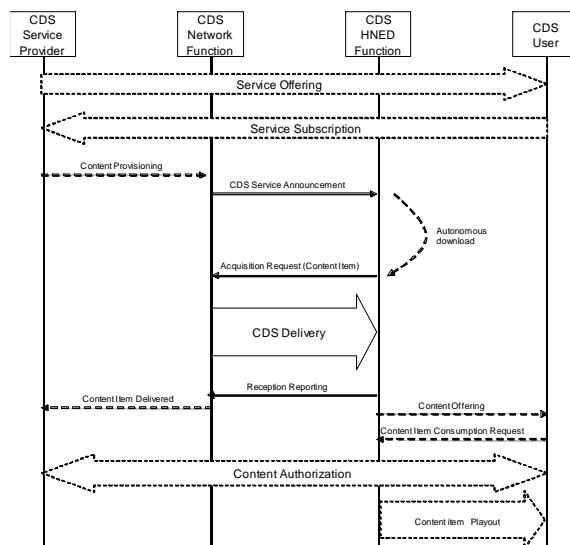 CDS
Service
Provider
CDS
Network
Function
CDS
HNED
Function
CDS
User
Service Offering
Service Subscription
Content Provisioning
CDS Service Announcement
Autonomous
download
Acquisition Request (Content Item)
CDS Delivery
Reception Reporting
Content Item Delivered
Content Offering
Content Item Consumption Request
Content Authorization
Content item Playout